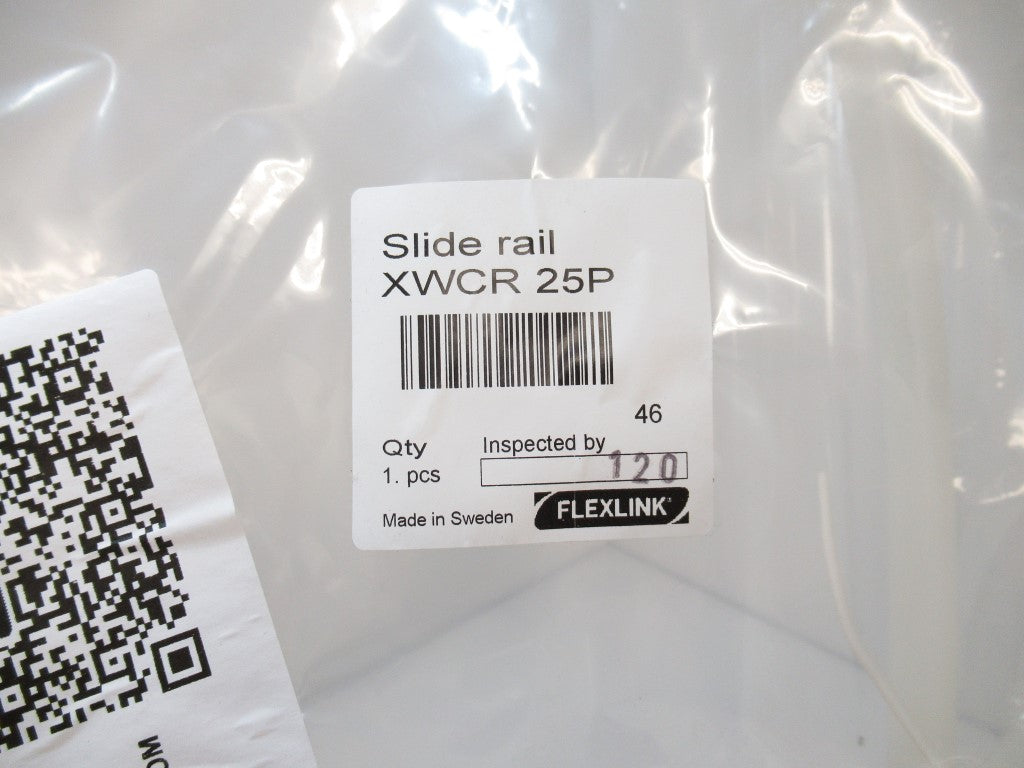 Slide rail
XWCR 25P
46
Qty
Inspected by
1. pcs
120
Made in Sweden
FLEXLINK